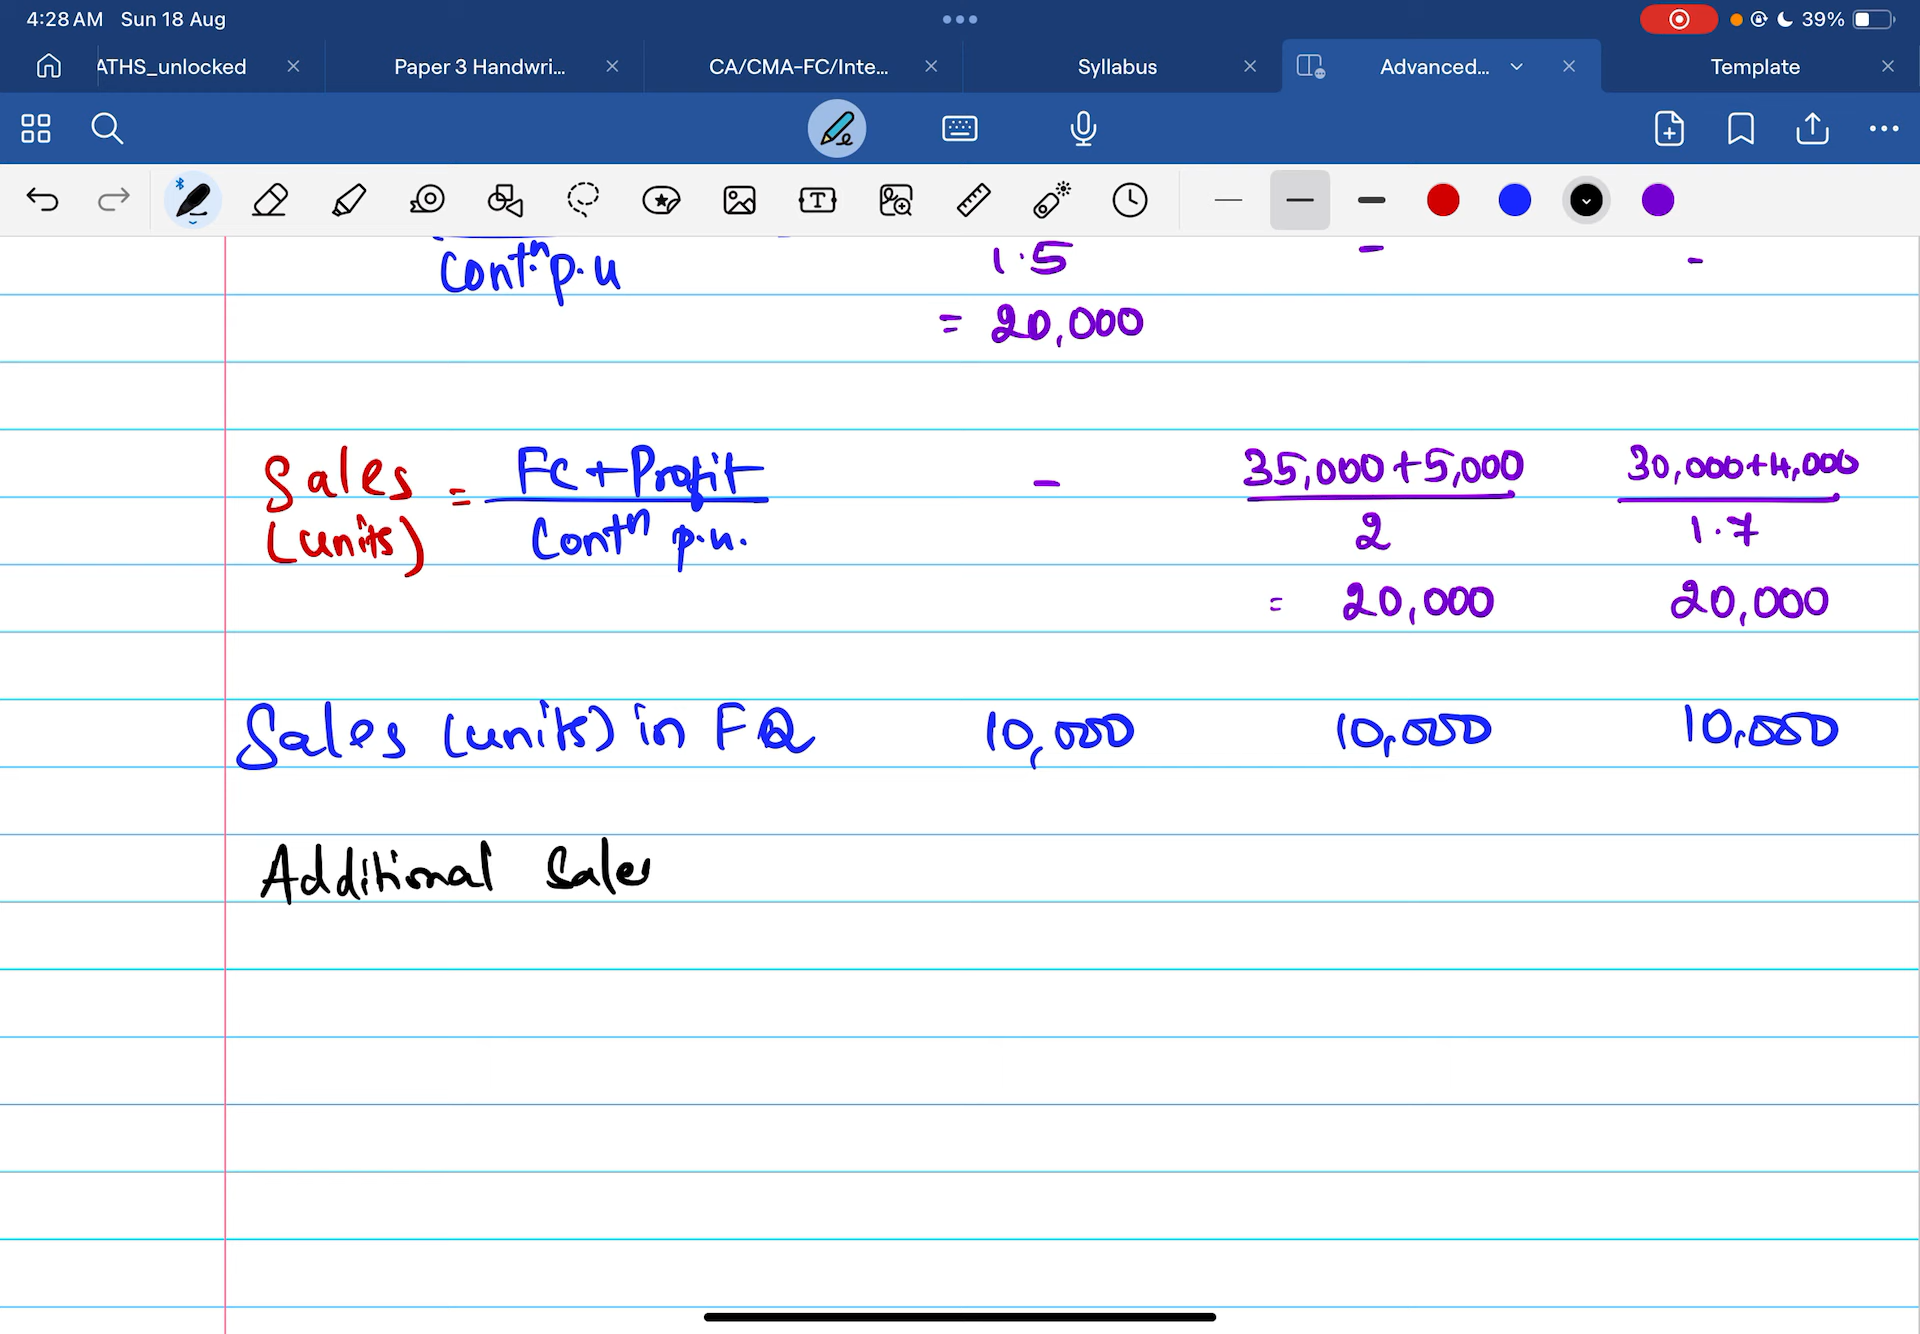 4:28 AM Sun 18 Aug 39%
ATHS_unlocked Paper 3 Handwri... CA/CMA-FC/Inte... Syllabus Advanced... Template
Contⁿ. p.u 1.5 - -
= 20,000
Sales (units) = FC + Profit / Contⁿ p.u. - 35,000+5,000 / 2 30,000+4,000 / 1.7
= 20,000 20,000
Sales (units) in FQ 10,000 10,000 10,000
Additional Sales